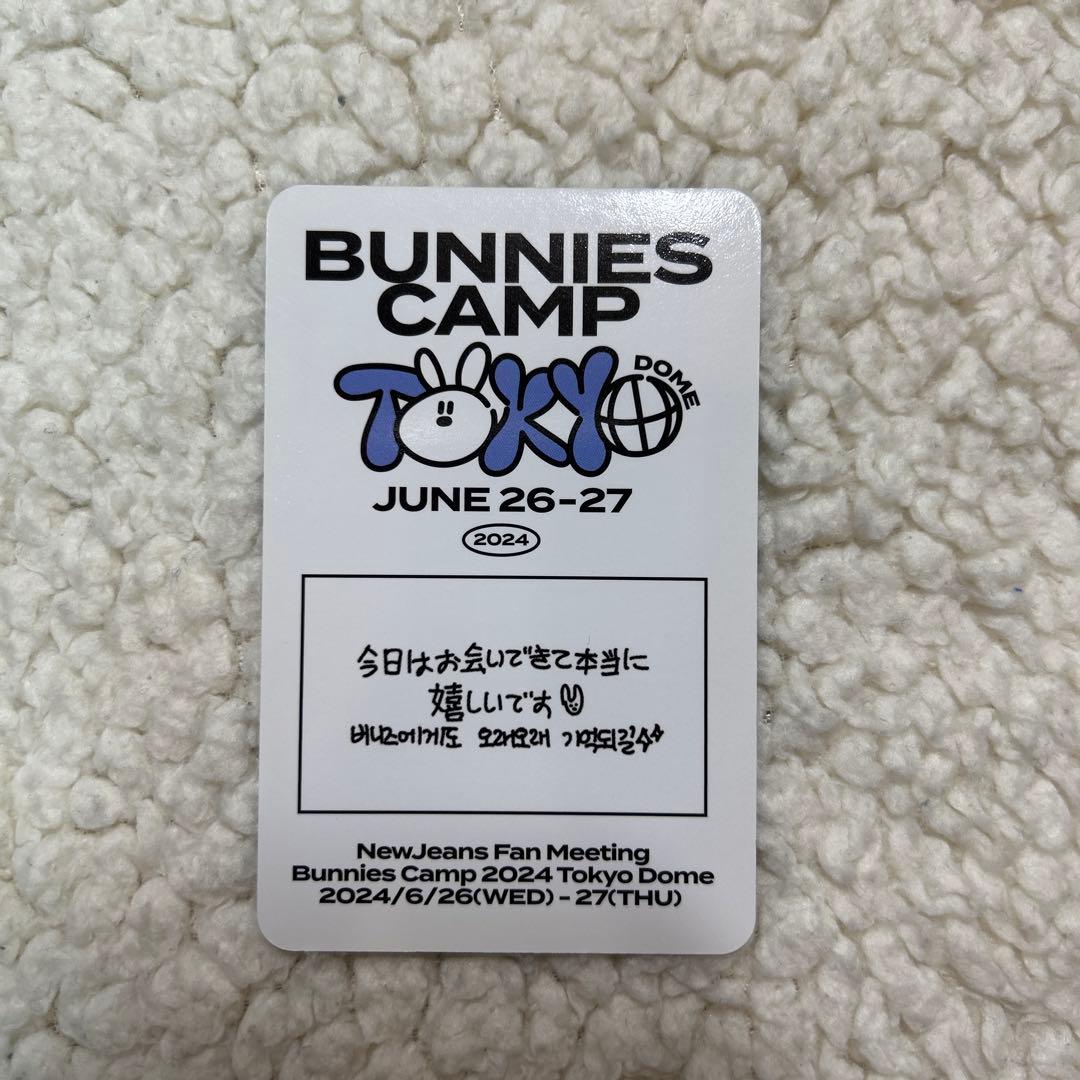 BUNNIES
CAMP
TOKYO
DOME
JUNE 26-27
2024
今日はお会いできて本当に
嬉しいです
버니즈에게도 오래오래 기억되길수
NewJeans Fan Meeting
Bunnies Camp 2024 Tokyo Dome
2024/6/26(WED) - 27(THU)